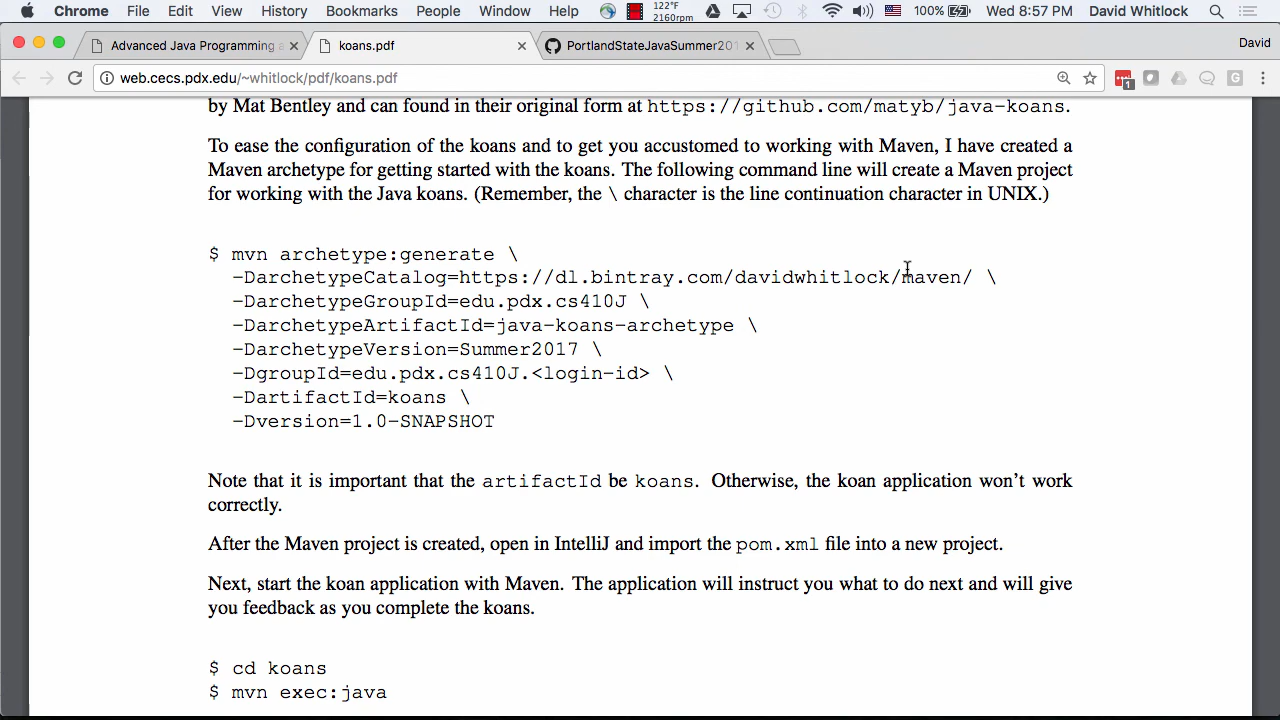 Chrome File Edit View History Bookmarks People Window Help 122°F 2160rpm 100% Wed 8:57 PM David Whitlock
Advanced Java Programming a koans.pdf PortlandStateJavaSummer201 David
web.cecs.pdx.edu/~whitlock/pdf/koans.pdf 1
by Mat Bentley and can found in their original form at https://github.com/matyb/java-koans.
To ease the configuration of the koans and to get you accustomed to working with Maven, I have created a
Maven archetype for getting started with the koans. The following command line will create a Maven project
for working with the Java koans. (Remember, the \ character is the line continuation character in UNIX.)
$ mvn archetype:generate \
-DarchetypeCatalog=https://dl.bintray.com/davidwhitlock/maven/ \
-DarchetypeGroupId=edu.pdx.cs410J \
-DarchetypeArtifactId=java-koans-archetype \
-DarchetypeVersion=Summer2017 \
-DgroupId=edu.pdx.cs410J.<login-id> \
-DartifactId=koans \
-Dversion=1.0-SNAPSHOT
Note that it is important that the artifactId be koans. Otherwise, the koan application won't work
correctly.
After the Maven project is created, open in IntelliJ and import the pom.xml file into a new project.
Next, start the koan application with Maven. The application will instruct you what to do next and will give
you feedback as you complete the koans.
$ cd koans
$ mvn exec:java